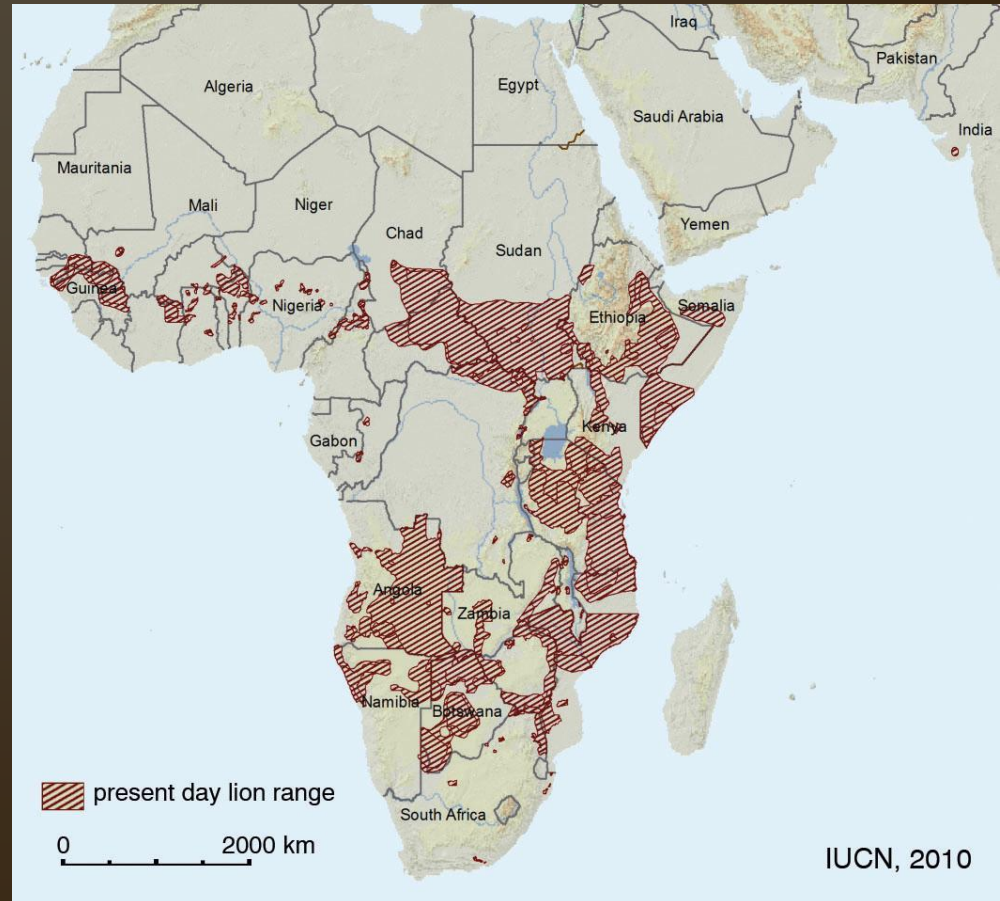 Iraq
Pakistan
Algeria
Egypt
Saudi Arabia
India
Mauritania
Mali
Niger
Chad
Sudan
Yemen
Guinea
Nigeria
Ethiopia
Somalia
Gabon
Kenya
Angola
Zambia
Namibia
Botswana
South Africa
present day lion range
0 2000 km
IUCN, 2010